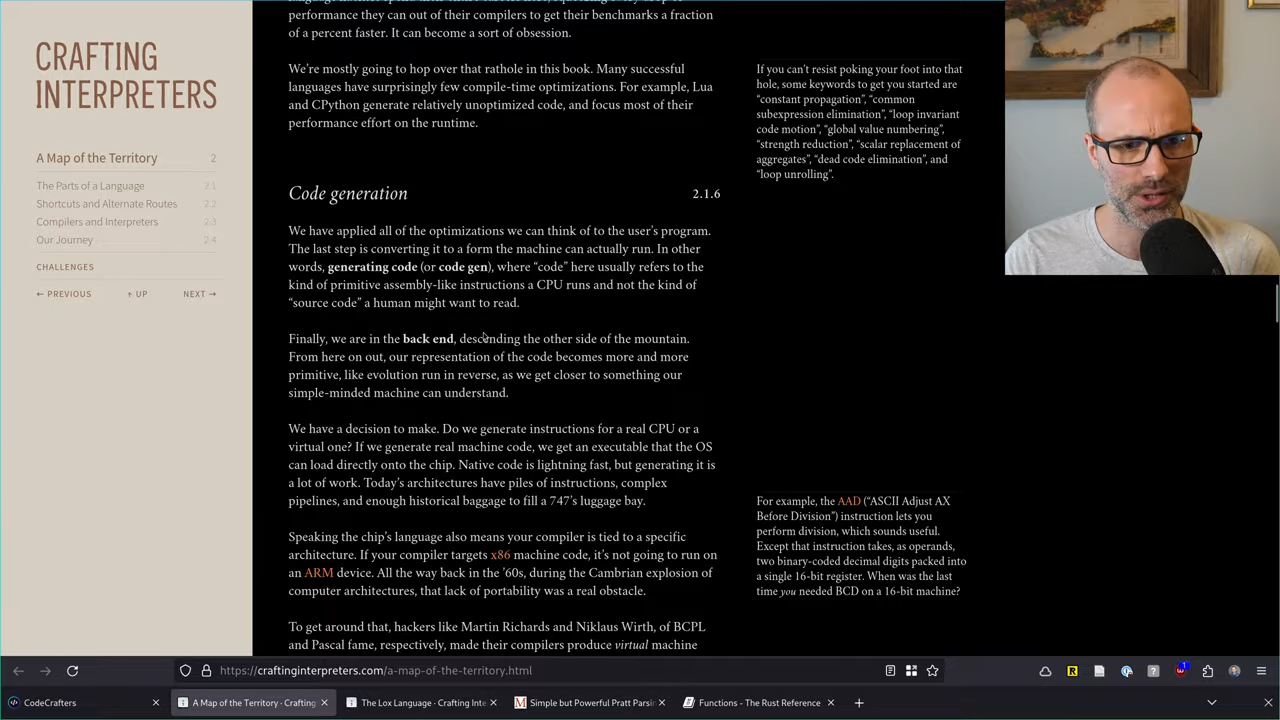 CRAFTING
INTERPRETERS
A Map of the Territory 2
The Parts of a Language 2.1
Shortcuts and Alternate Routes 2.2
Compilers and Interpreters 2.3
Our Journey 2.4
CHALLENGES
← PREVIOUS ↑ UP NEXT →
performance they can out of their compilers to get their benchmarks a fraction
of a percent faster. It can become a sort of obsession.
We’re mostly going to hop over that rathole in this book. Many successful
languages have surprisingly few compile-time optimizations. For example, Lua
and CPython generate relatively unoptimized code, and focus most of their
performance effort on the runtime.
If you can’t resist poking your foot into that
hole, some keywords to get you started are
“constant propagation”, “common
subexpression elimination”, “loop invariant
code motion”, “global value numbering”,
“strength reduction”, “scalar replacement of
aggregates”, “dead code elimination”, and
“loop unrolling”.
Code generation 2.1.6
We have applied all of the optimizations we can think of to the user’s program.
The last step is converting it to a form the machine can actually run. In other
words, generating code (or code gen), where “code” here usually refers to the
kind of primitive assembly-like instructions a CPU runs and not the kind of
“source code” a human might want to read.
Finally, we are in the back end, descending the other side of the mountain.
From here on out, our representation of the code becomes more and more
primitive, like evolution run in reverse, as we get closer to something our
simple-minded machine can understand.
We have a decision to make. Do we generate instructions for a real CPU or a
virtual one? If we generate real machine code, we get an executable that the OS
can load directly onto the chip. Native code is lightning fast, but generating it is
a lot of work. Today’s architectures have piles of instructions, complex
pipelines, and enough historical baggage to fill a 747’s luggage bay.
For example, the AAD (“ASCII Adjust AX
Before Division”) instruction lets you
perform division, which sounds useful.
Except that instruction takes, as operands,
two binary-coded decimal digits packed into
a single 16-bit register. When was the last
time you needed BCD on a 16-bit machine?
Speaking the chip’s language also means your compiler is tied to a specific
architecture. If your compiler targets x86 machine code, it’s not going to run on
an ARM device. All the way back in the ’60s, during the Cambrian explosion of
computer architectures, that lack of portability was a real obstacle.
To get around that, hackers like Martin Richards and Niklaus Wirth, of BCPL
and Pascal fame, respectively, made their compilers produce virtual machine
https://craftinginterpreters.com/a-map-of-the-territory.html
CodeCrafters
A Map of the Territory · Crafting
The Lox Language · Crafting Inte
Simple but Powerful Pratt Parsin
Functions - The Rust Reference